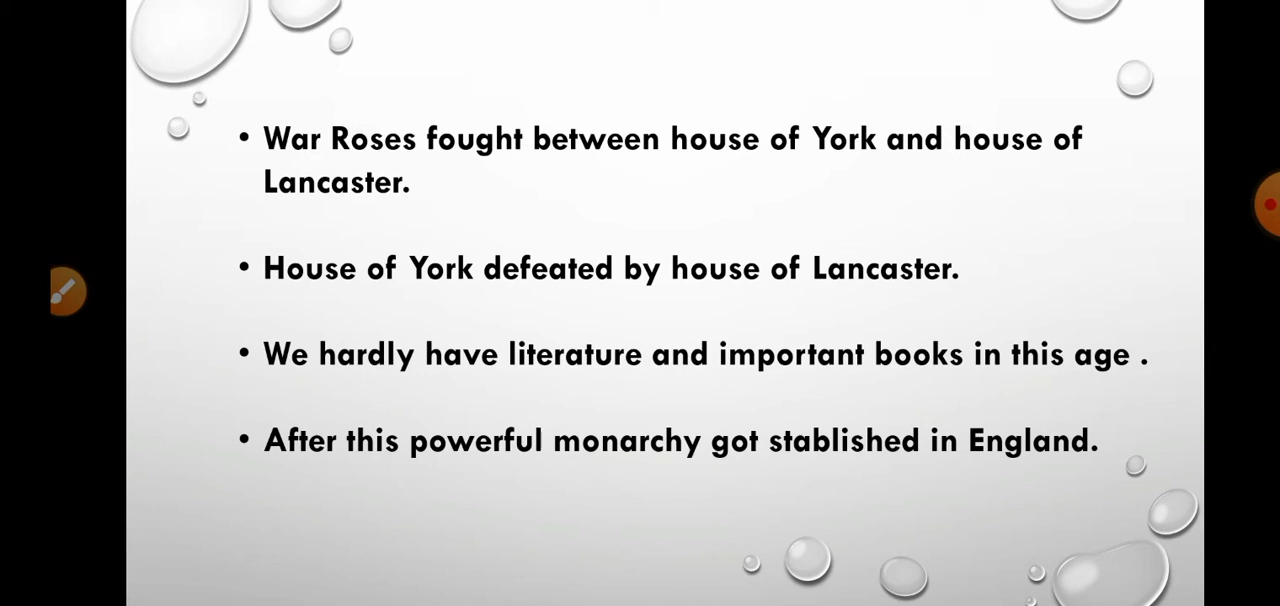 • War Roses fought between house of York and house of
Lancaster.
• House of York defeated by house of Lancaster.
• We hardly have literature and important books in this age .
• After this powerful monarchy got stablished in England.